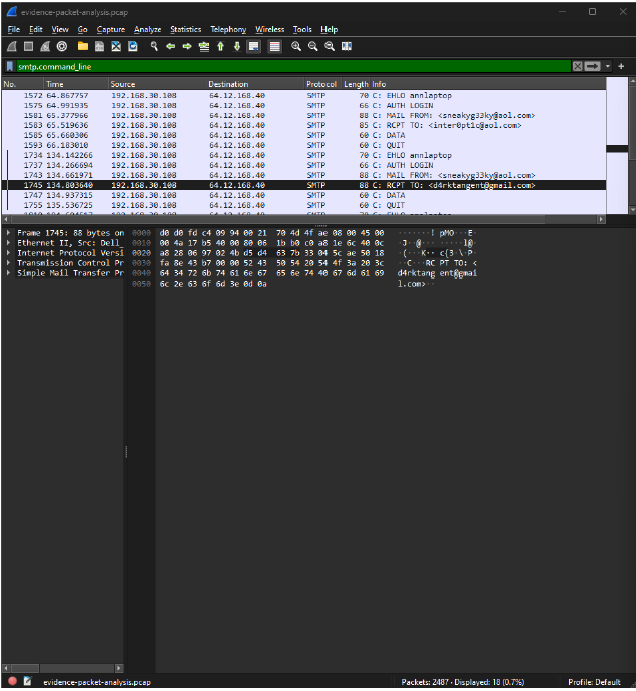 evidence-packet-analysis.pcap
File Edit View Go Capture Analyze Statistics Telephony Wireless Tools Help
smtp.command_line
No. Time Source Destination Protocol Length Info
1572 64.867757 192.168.30.108 64.12.168.40 SMTP 70 C: EHLO annlaptop
1575 64.991935 192.168.30.108 64.12.168.40 SMTP 66 C: AUTH LOGIN
1581 65.377966 192.168.30.108 64.12.168.40 SMTP 88 C: MAIL FROM: <sneakyg33ky@aol.com>
1583 65.519636 192.168.30.108 64.12.168.40 SMTP 85 C: RCPT TO: <inter0pt1c@aol.com>
1585 65.660306 192.168.30.108 64.12.168.40 SMTP 60 C: DATA
1593 66.183010 192.168.30.108 64.12.168.40 SMTP 60 C: QUIT
1734 134.142266 192.168.30.108 64.12.168.40 SMTP 70 C: EHLO annlaptop
1737 134.266694 192.168.30.108 64.12.168.40 SMTP 66 C: AUTH LOGIN
1743 134.661971 192.168.30.108 64.12.168.40 SMTP 88 C: MAIL FROM: <sneakyg33ky@aol.com>
1745 134.803640 192.168.30.108 64.12.168.40 SMTP 88 C: RCPT TO: <d4rktangent@gmail.com>
1747 134.937315 192.168.30.108 64.12.168.40 SMTP 60 C: DATA
1755 135.536725 192.168.30.108 64.12.168.40 SMTP 60 C: QUIT
Frame 1745: 88 bytes on 0000 d0 d0 fd c4 09 94 00 21 70 4d 4f ae 08 00 45 00 ·······! pMO···E·
Ethernet II, Src: Dell_ 0010 00 4a 17 b5 40 00 80 06 1b b0 c0 a8 1e 6c 40 0c ·J··@··· ·····l@·
Internet Protocol Versi 0020 a8 28 06 97 02 4b d5 d4 63 7b 33 04 5c ae 50 18 ·(···K·· c{3·\·P·
Transmission Control Pr 0030 fa 8e 43 b7 00 00 52 43 50 54 20 54 4f 3a 20 3c ··C···RC PT TO: <
Simple Mail Transfer Pr 0040 64 34 72 6b 74 61 6e 67 65 6e 74 40 67 6d 61 69 d4rktang ent@gmai
0050 6c 2e 63 6f 6d 3e 0d 0a l.com>··
evidence-packet-analysis.pcap Packets: 2487 · Displayed: 18 (0.7%) Profile: Default